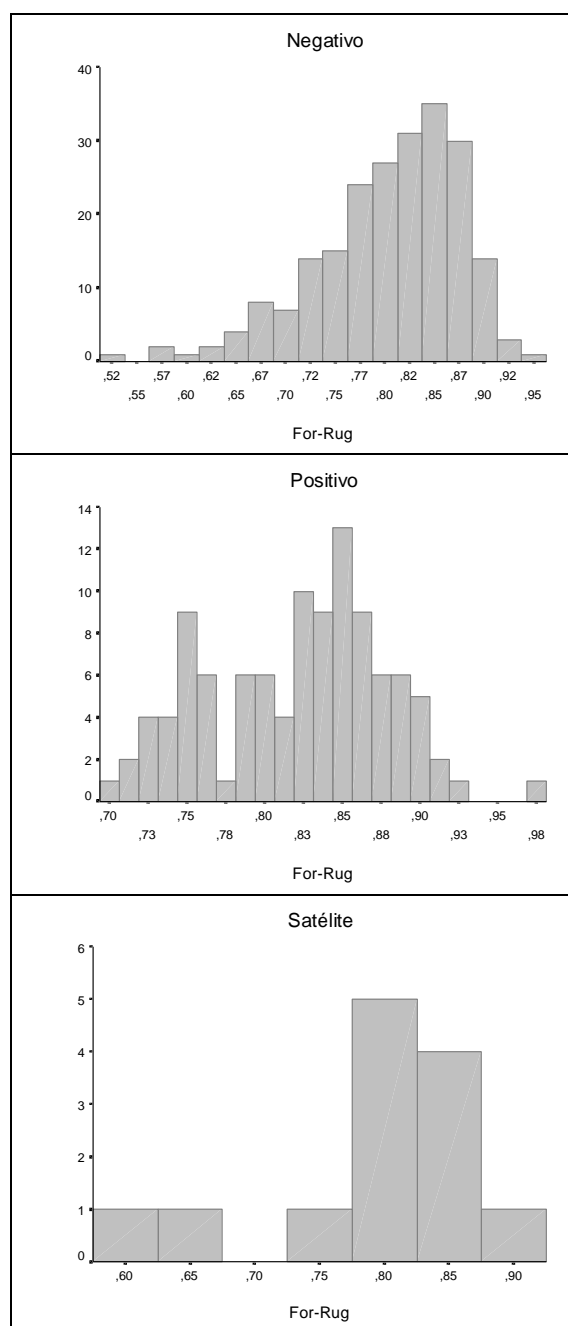 Negativo
40
30
20
10
0
,52 ,57 ,62 ,67 ,72 ,77 ,82 ,87 ,92
,55 ,60 ,65 ,70 ,75 ,80 ,85 ,90 ,95
For-Rug
Positivo
14
12
10
8
6
4
2
0
,70 ,75 ,80 ,85 ,90 ,95
,73 ,78 ,83 ,88 ,93 ,98
For-Rug
Satélite
6
5
4
3
2
1
0
,60 ,65 ,70 ,75 ,80 ,85 ,90
For-Rug